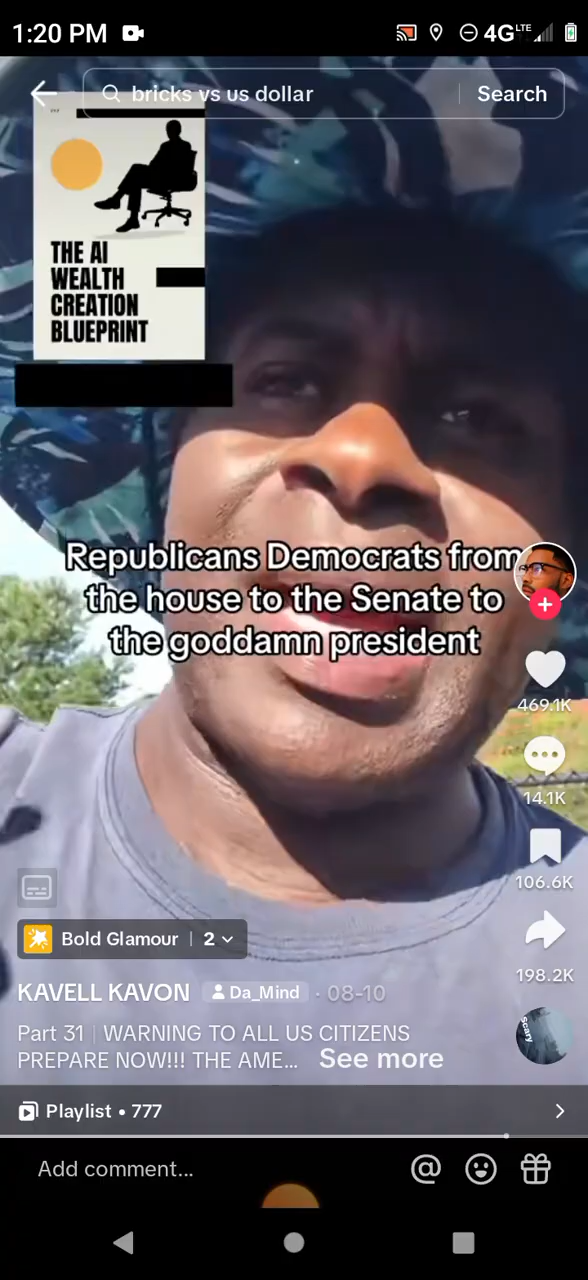 1:20 PM
4G LTE
bricks vs us dollar
Search
THE AI
WEALTH
CREATION
BLUEPRINT
Republicans Democrats from
the house to the Senate to
the goddamn president
469.1K
14.1K
106.6K
198.2K
Scary
Bold Glamour | 2
KAVELL KAVON Da_Mind · 08-10
Part 31 | WARNING TO ALL US CITIZENS
PREPARE NOW!!! THE AME... See more
Playlist • 777
Add comment...